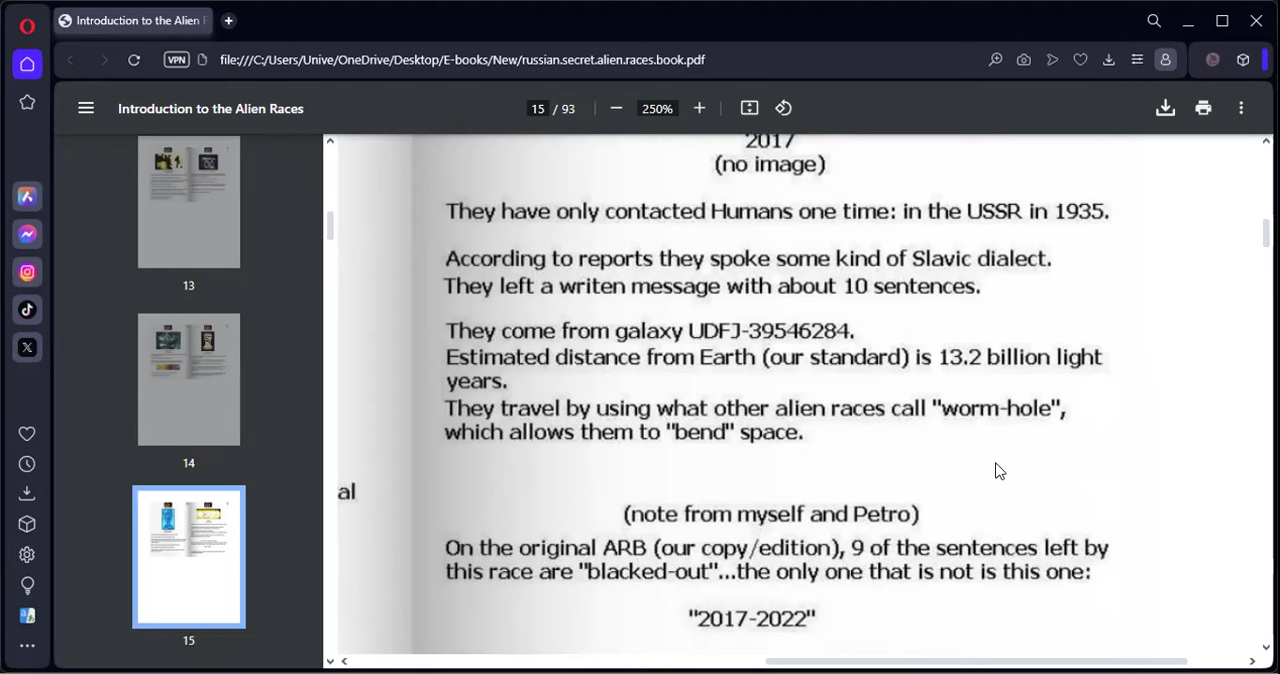 Introduction to the Alien R
VPN
file:///C:/Users/Unive/OneDrive/Desktop/E-books/New/russian.secret.alien.races.book.pdf
Introduction to the Alien Races
15 / 93
250%
13
14
15
2017
(no image)
They have only contacted Humans one time: in the USSR in 1935.
According to reports they spoke some kind of Slavic dialect.
They left a writen message with about 10 sentences.
They come from galaxy UDFJ-39546284.
Estimated distance from Earth (our standard) is 13.2 billion light
years.
They travel by using what other alien races call "worm-hole",
which allows them to "bend" space.
al
(note from myself and Petro)
On the original ARB (our copy/edition), 9 of the sentences left by
this race are "blacked-out"...the only one that is not is this one:
"2017-2022"